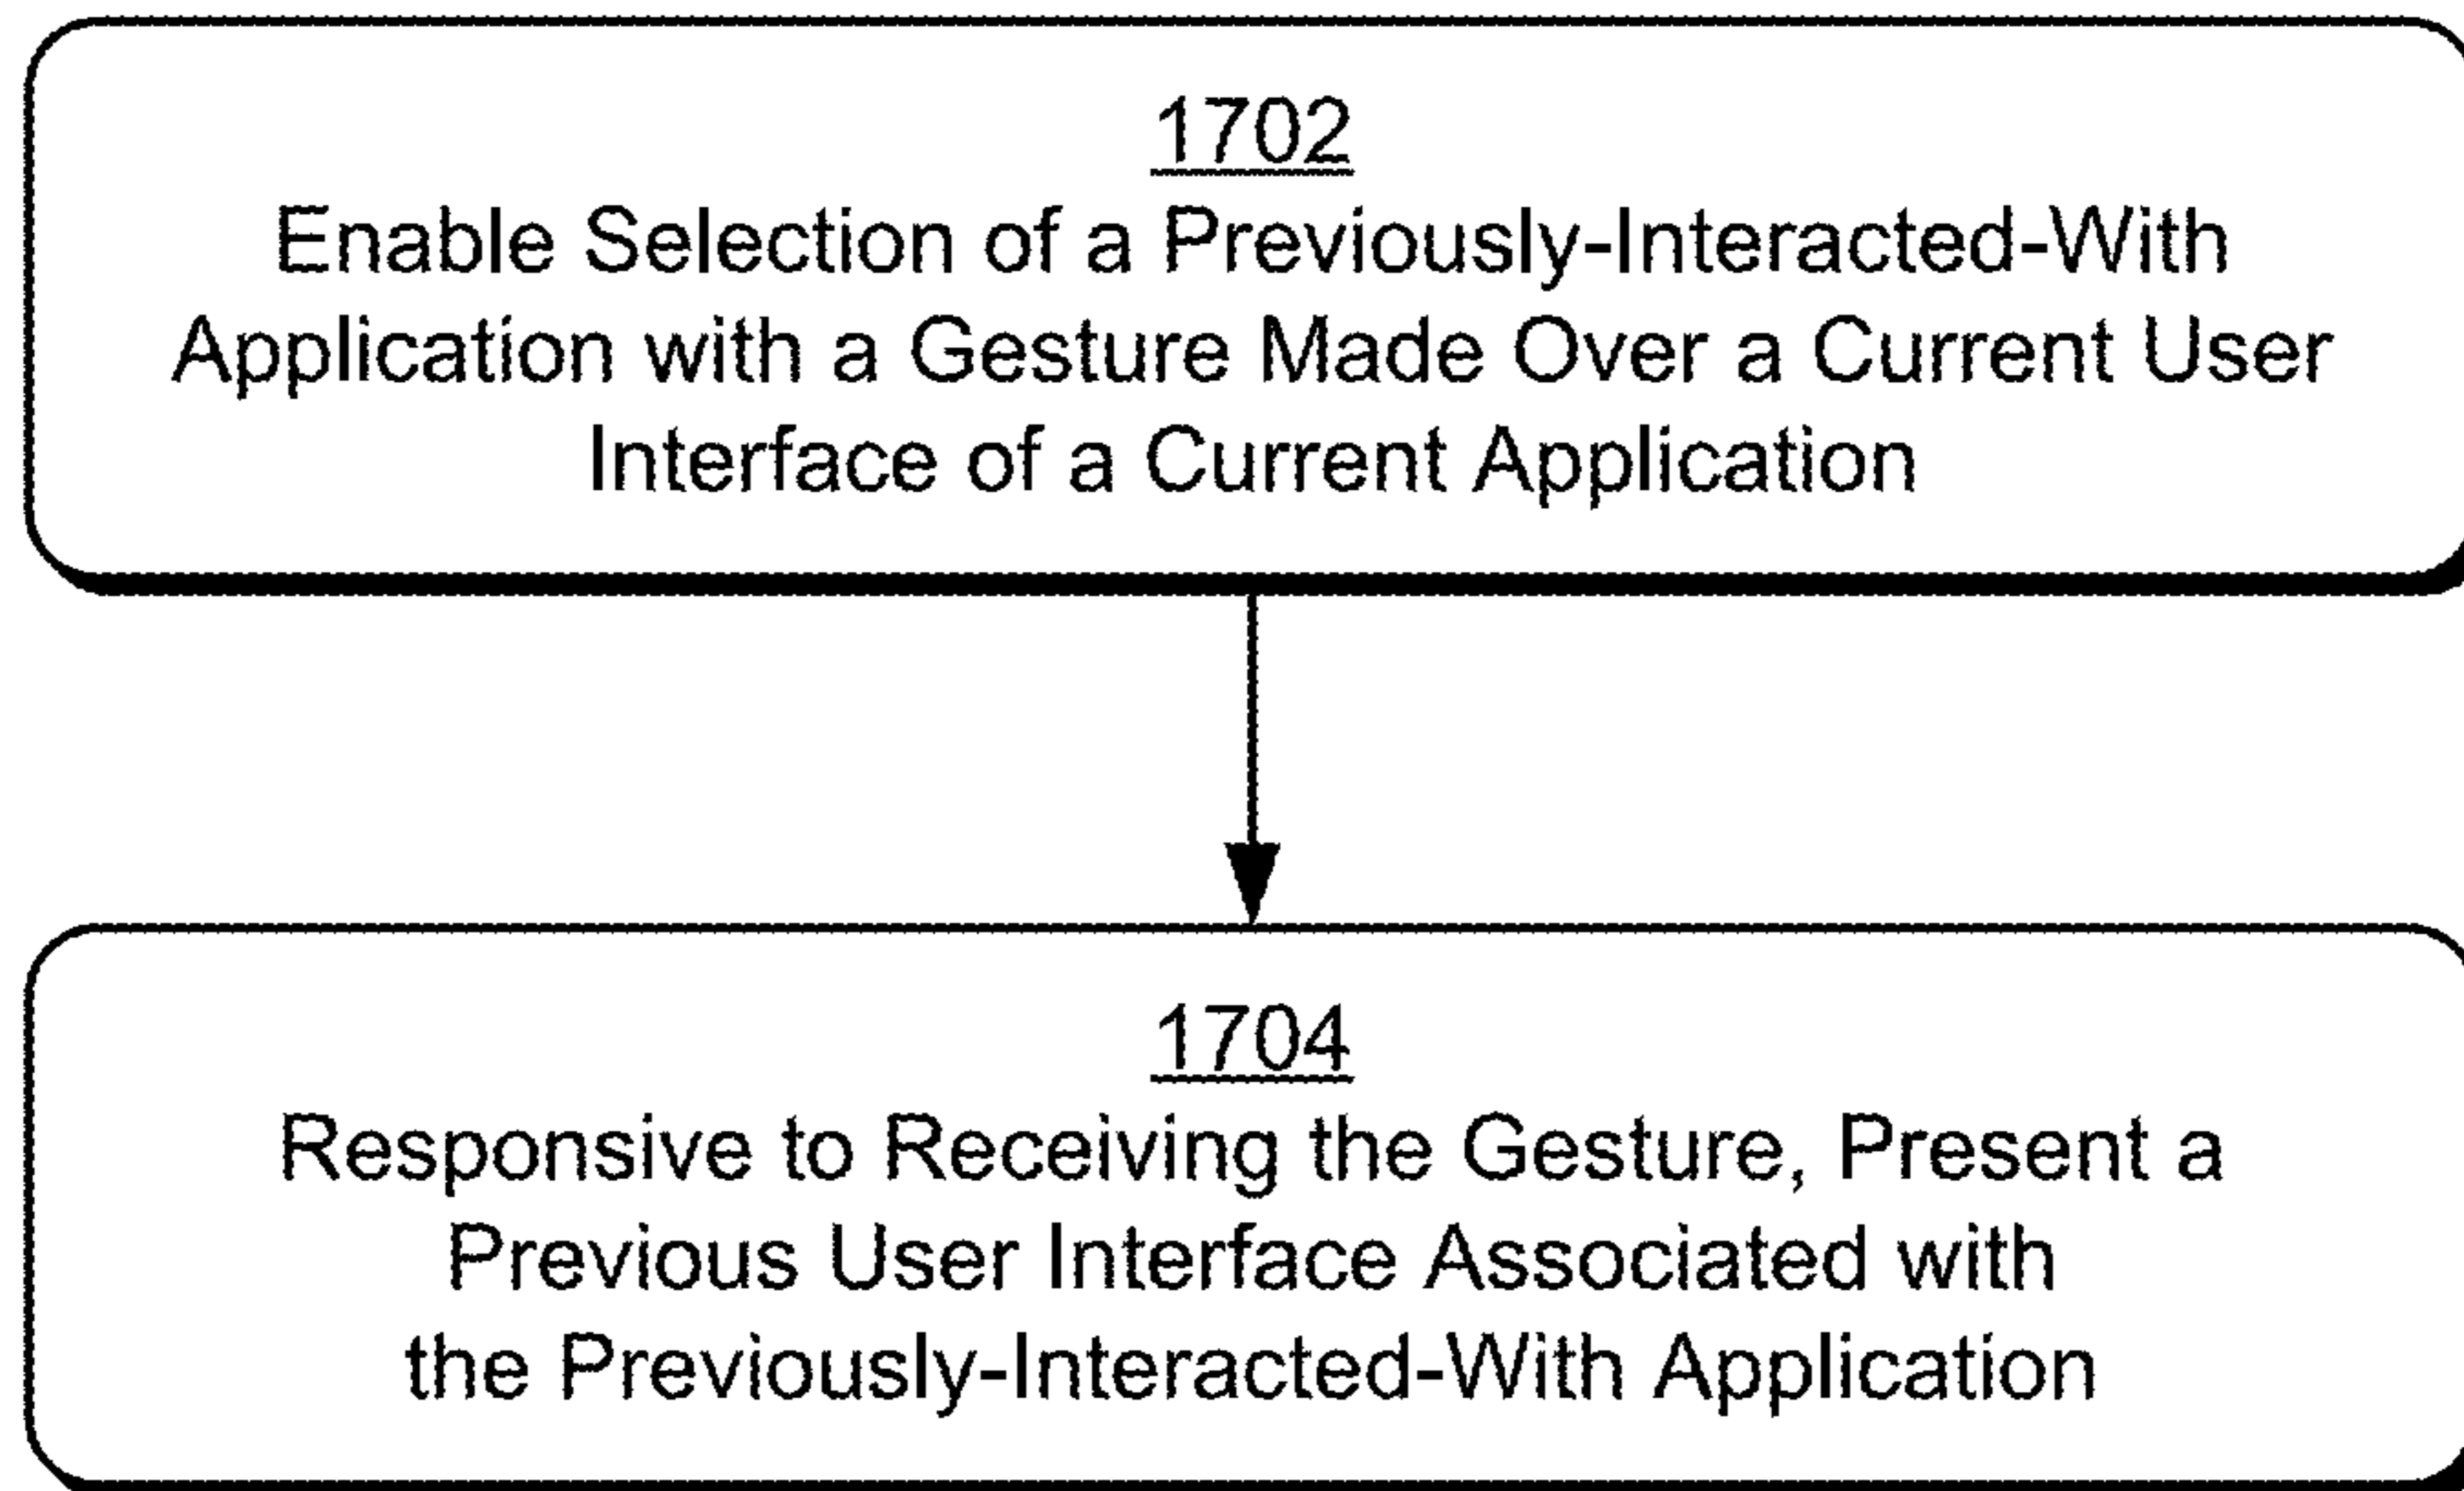 1702
Enable Selection of a Previously-Interacted-With
Application with a Gesture Made Over a Current User
Interface of a Current Application
1704
Responsive to Receiving the Gesture, Present a
Previous User Interface Associated with
the Previously-Interacted-With Application